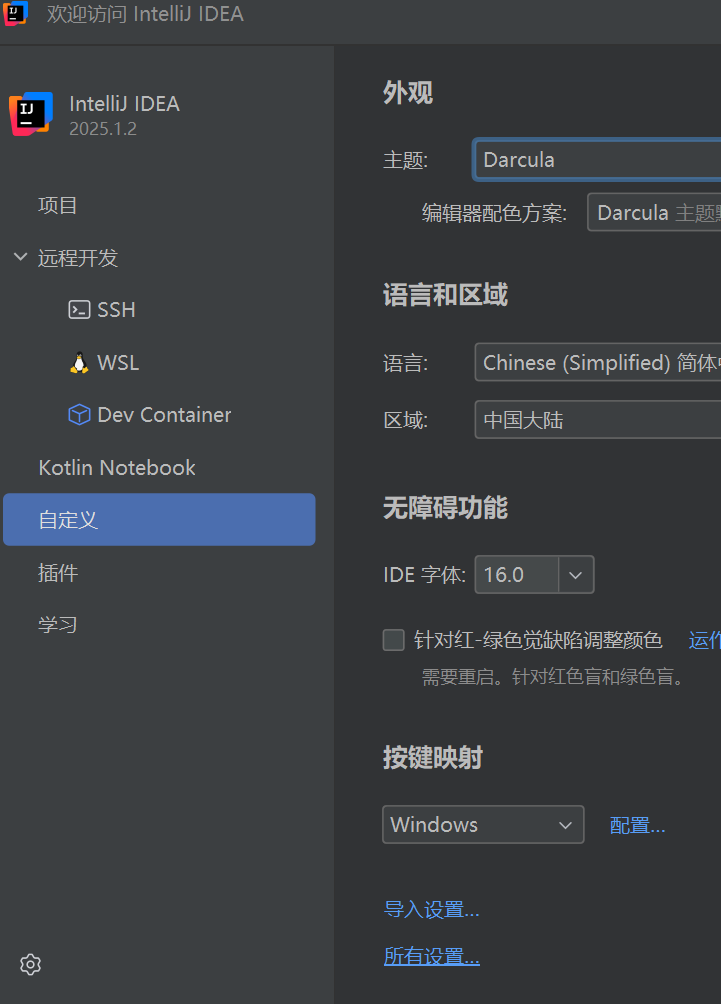 欢迎访问 IntelliJ IDEA
IntelliJ IDEA
2025.1.2
项目
远程开发
SSH
WSL
Dev Container
Kotlin Notebook
自定义
插件
学习
外观
主题: Darcula
编辑器配色方案: Darcula 主题
语言和区域
语言: Chinese (Simplified) 简体
区域: 中国大陆
无障碍功能
IDE 字体: 16.0
针对红-绿色觉缺陷调整颜色 运作
需要重启。针对红色盲和绿色盲。
按键映射
Windows 配置...
导入设置...
所有设置...